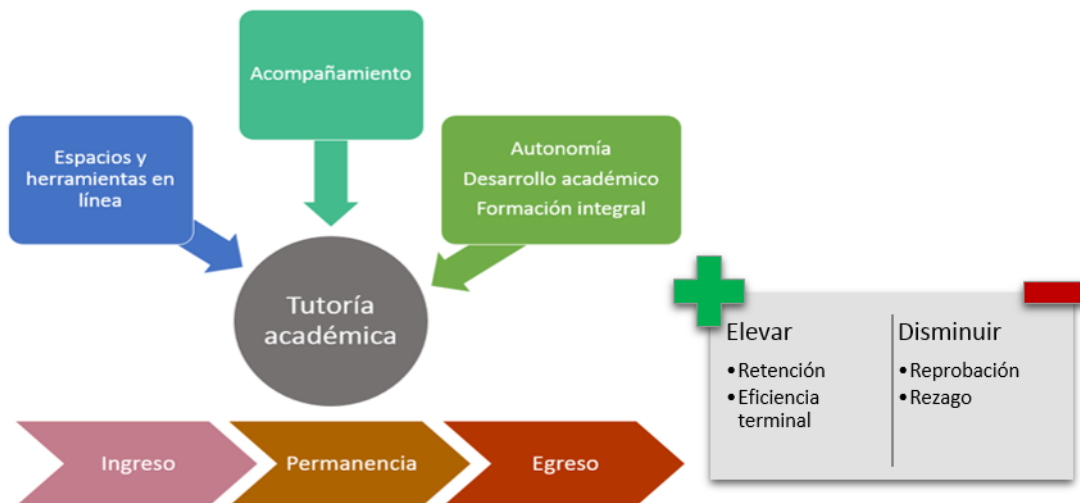 Acompañamiento
Espacios y
herramientas en
línea
Autonomía
Desarrollo académico
Formación integral
Tutoría
académica
Elevar
•Retención
•Eficiencia
terminal
Disminuir
•Reprobación
•Rezago
Ingreso
Permanencia
Egreso